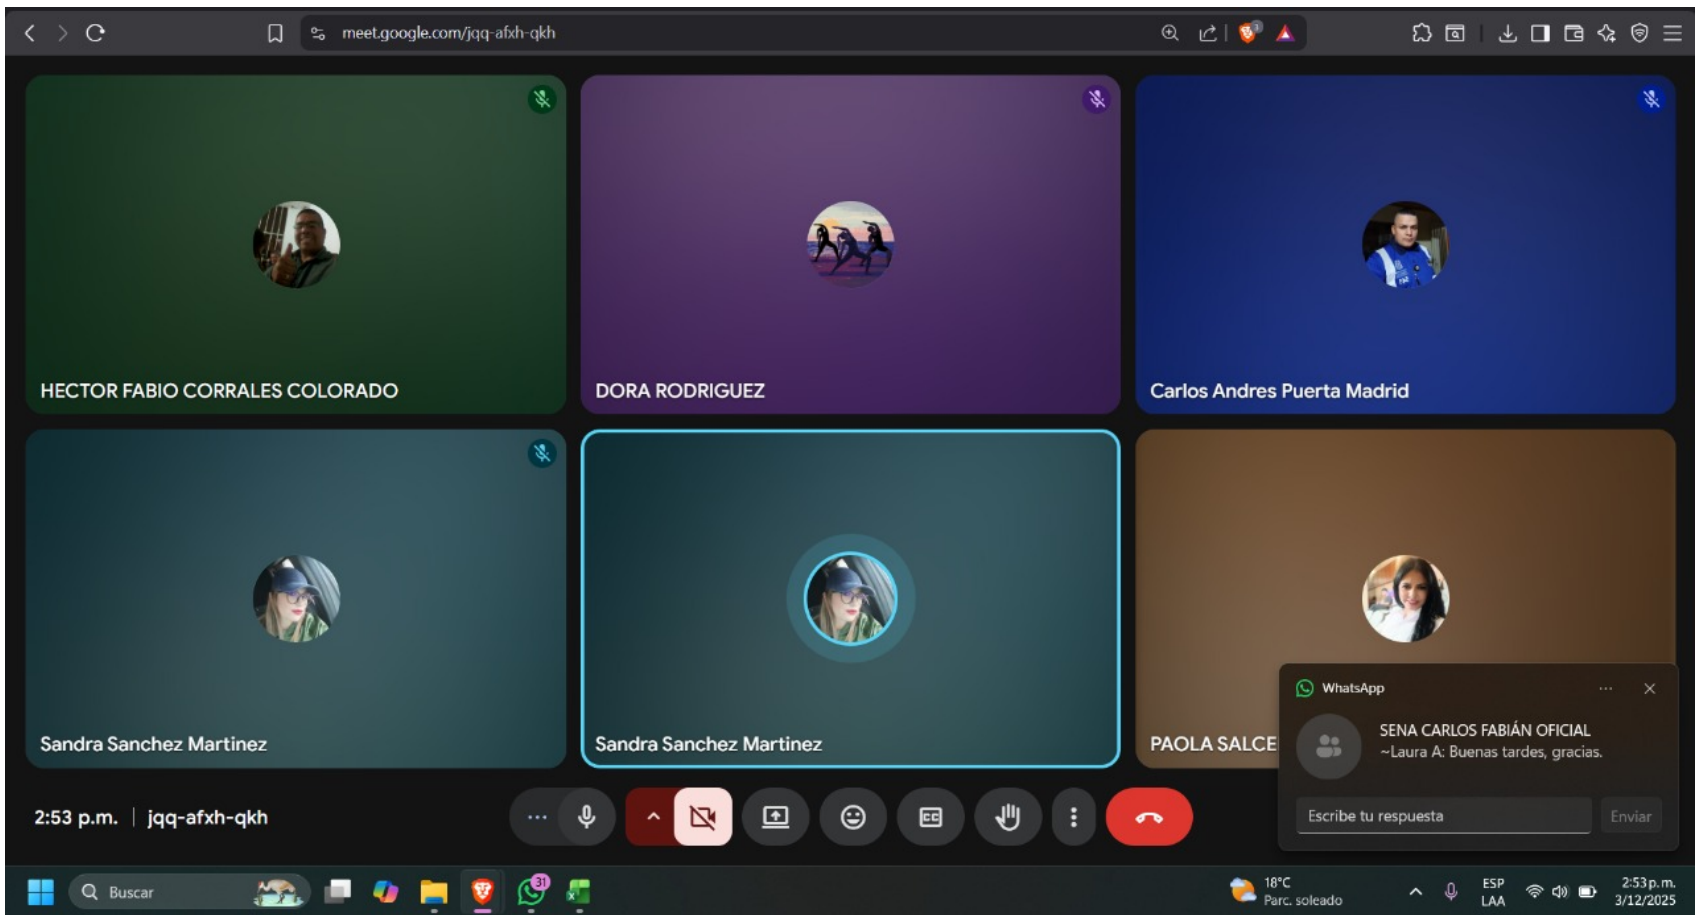 meet.google.com/jqq-afxh-qkh
3
HECTOR FABIO CORRALES COLORADO
DORA RODRIGUEZ
Carlos Andres Puerta Madrid
Sandra Sanchez Martinez
Sandra Sanchez Martinez
PAOLA SALCE
WhatsApp
SENA CARLOS FABIÁN OFICIAL
~Laura A: Buenas tardes, gracias.
Escribe tu respuesta
Enviar
2:53 p.m.
jqq-afxh-qkh
CC
Buscar
31
18°C
Parc. soleado
ESP
LAA
2:53 p. m.
3/12/2025